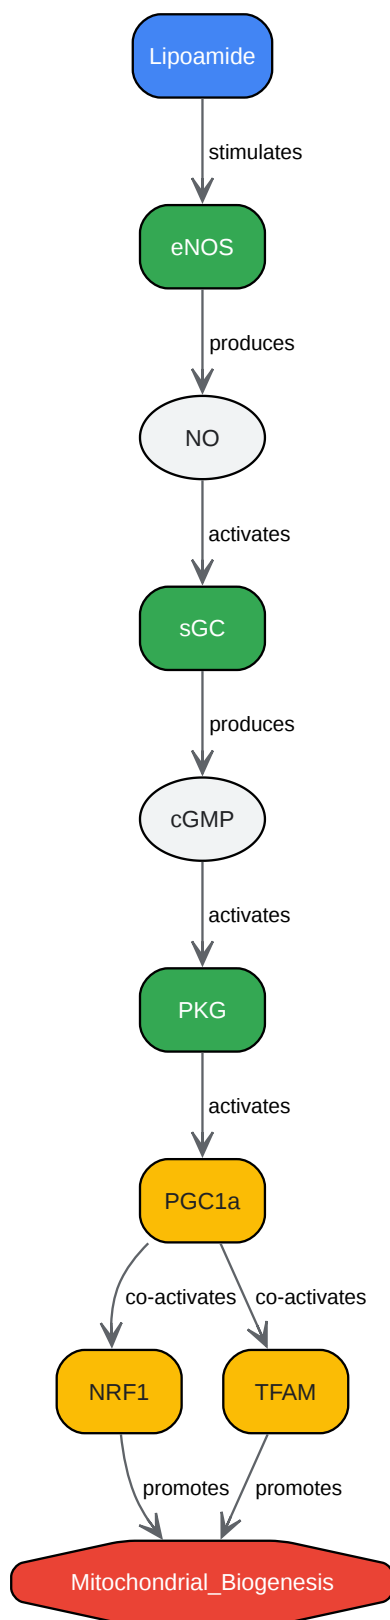 Lipoamide
stimulates
eNOS
produces
NO
activates
sGC
produces
cGMP
activates
PKG
activates
PGC1a
co-activates
co-activates
NRF1
TFAM
promotes
promotes
Mitochondrial_Biogenesis